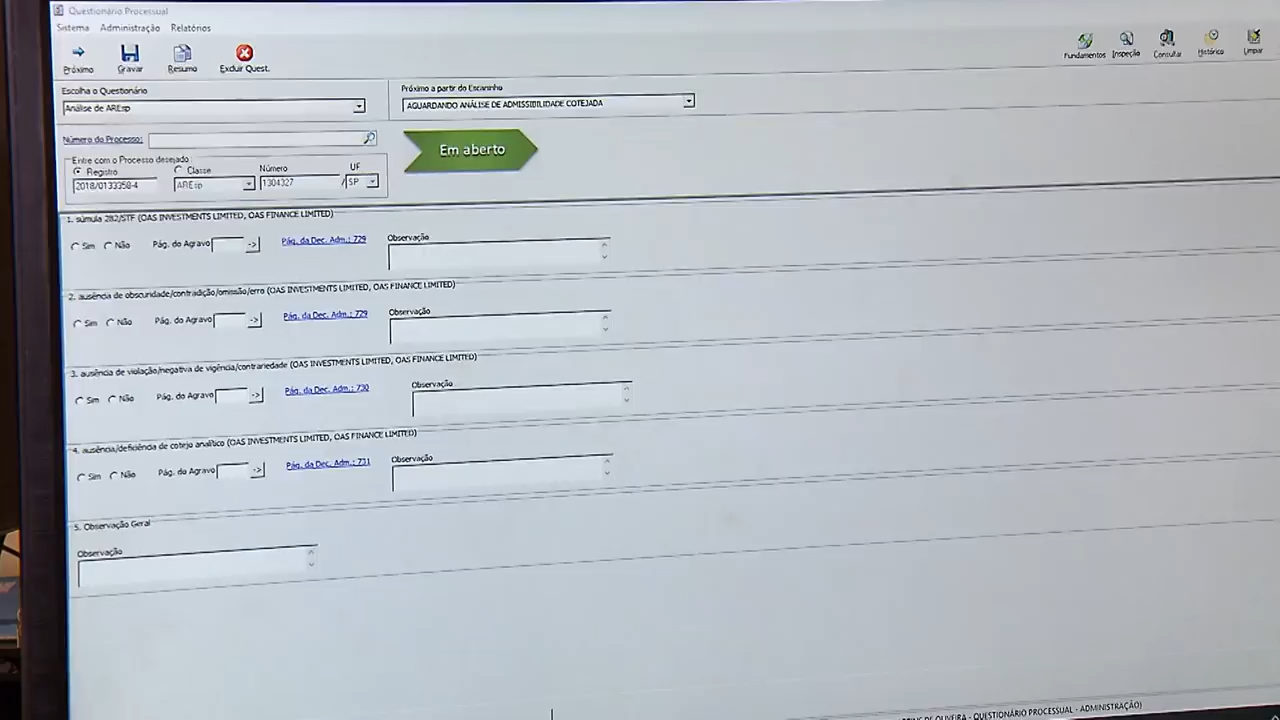 Questionário Processual
Sistema Administração Relatórios
Próximo Gravar Resumo Excluir Quest. Fundamentos Inspeção Consultar Histórico Limpar
Escolha o Questionário
Análise de AREsp
Próximo a partir do Escaninho
AGUARDANDO ANÁLISE DE ADMISSIBILIDADE COTEJADA
Número do Processo:
Em aberto
Entre com o Processo desejado
Registro Classe Número UF
2018/0133358-4 AREsp 1304327 / SP
1. súmula 282/STF (OAS INVESTMENTS LIMITED, OAS FINANCE LIMITED)
Sim Não Pág. do Agravo -> Pág. da Dec. Adm.: 729 Observação
2. ausência de obscuridade/contradição/omissão/erro (OAS INVESTMENTS LIMITED, OAS FINANCE LIMITED)
Sim Não Pág. do Agravo -> Pág. da Dec. Adm.: 729 Observação
3. ausência de violação/negativa de vigência/contrariedade (OAS INVESTMENTS LIMITED, OAS FINANCE LIMITED)
Sim Não Pág. do Agravo -> Pág. da Dec. Adm.: 730 Observação
4. ausência/deficiência de cotejo analítico (OAS INVESTMENTS LIMITED, OAS FINANCE LIMITED)
Sim Não Pág. do Agravo -> Pág. da Dec. Adm.: 731 Observação
5. Observação Geral
Observação
DE OLIVEIRA - QUESTIONÁRIO PROCESSUAL - ADMINISTRAÇÃO)